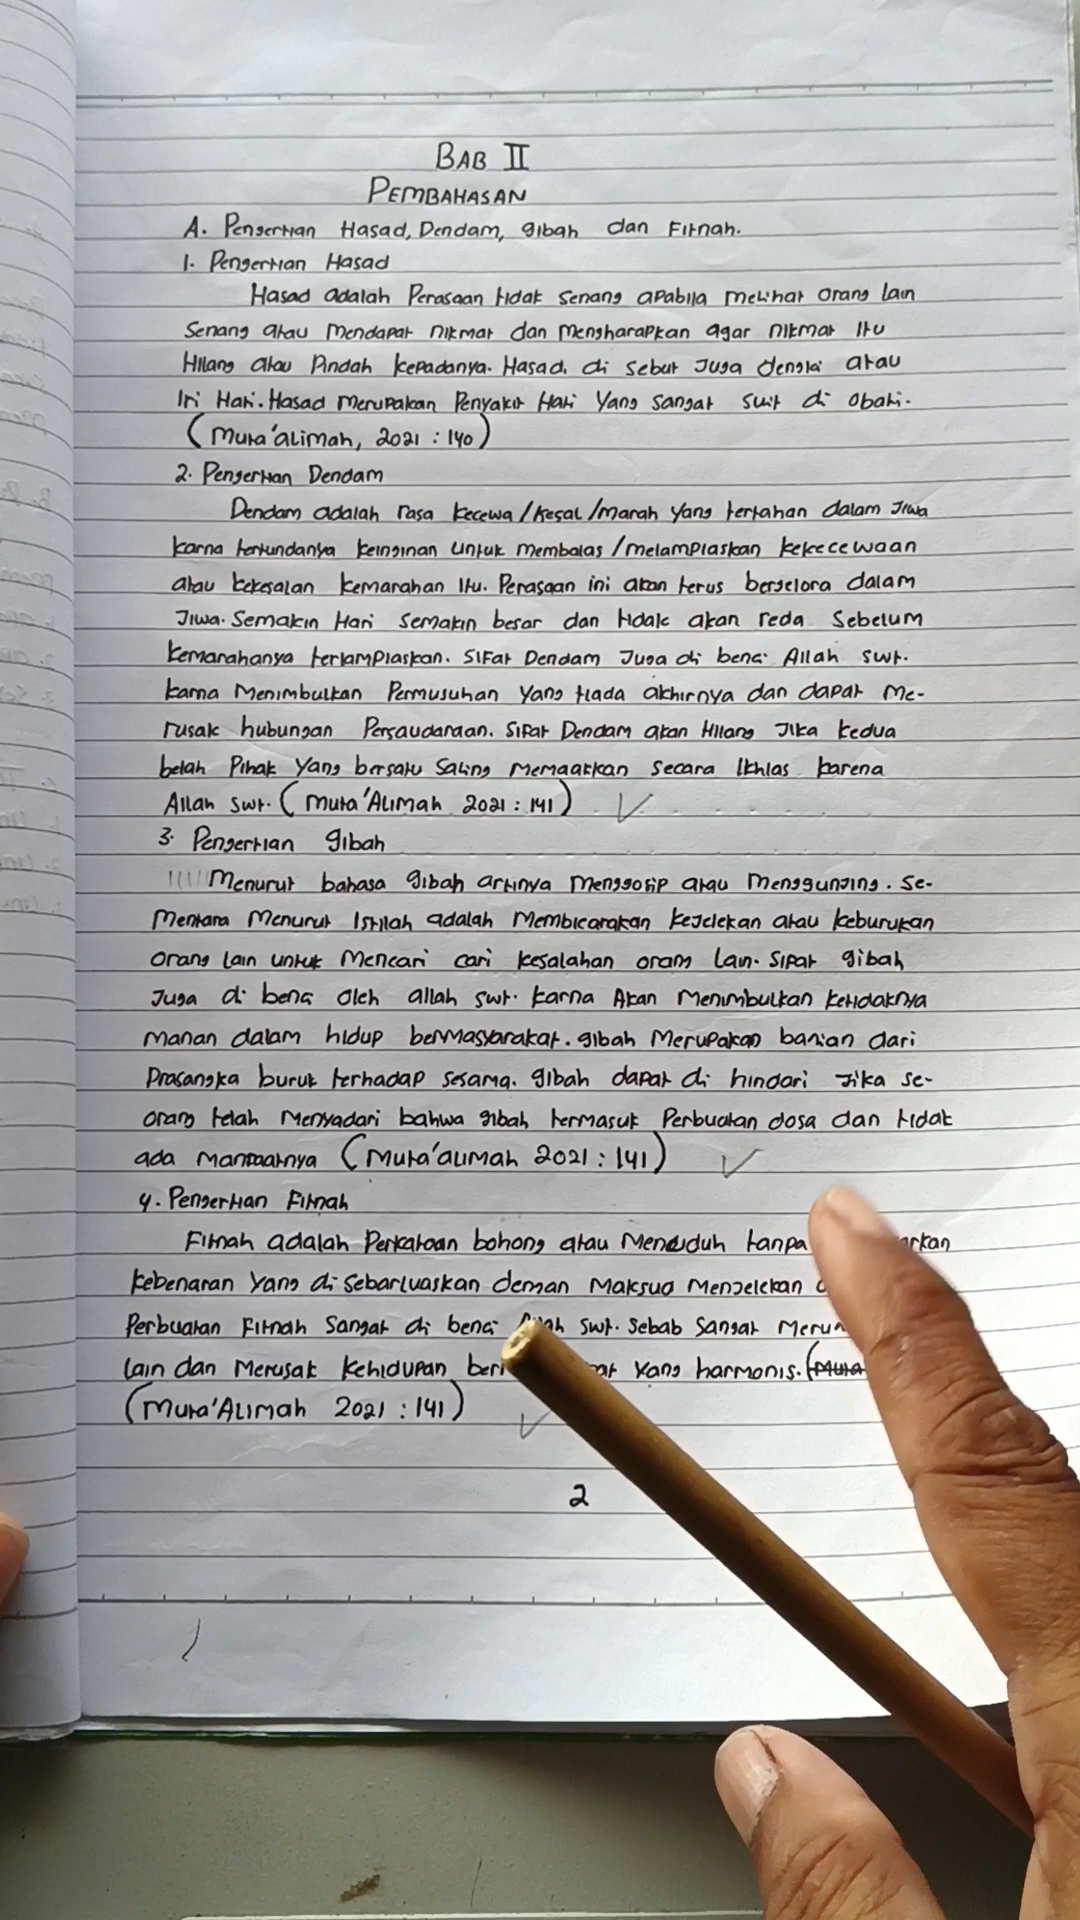 BAB II
PEMBAHASAN
A. Pengertian Hasad, Dendam, gibah dan Fitnah.
1. Pengertian Hasad
Hasad adalah Perasaan tidak senang apabila melihat orang lain
Senang atau Mendapat nikmat dan mengharapkan agar nikmat itu
Hilang atau Pindah kepadanya. Hasad, di sebut Juga dengki atau
Iri Hati. Hasad Merupakan Penyakit Hati Yang sangat sulit di obati.
(Muta'alimah, 2021 : 140)
2. Pengertian Dendam
Dendam adalah rasa kecewa/kesal/marah yang tertahan dalam Jiwa
karna tertundanya keinginan untuk membalas/melampiaskan kekecewaan
atau kekesalan kemarahan itu. Perasaan ini akan terus bergelora dalam
Jiwa. Semakin Hari semakin besar dan tidak akan reda Sebelum
kemarahanya terlampiaskan. Sifat Dendam Juga di benci Allah swt.
karna Menimbulkan Permusuhan yang tiada akhirnya dan dapat Me-
rusak hubungan Persaudaraan. Sifat Dendam akan Hilang Jika kedua
belah Pihak Yang bersatu Saling memaafkan secara Ikhlas karena
Allah swt. (Muta'Alimah 2021 : 141)
3. Pengertian gibah
Menurut bahasa gibah artinya Menggosip atau Menggunjing. Se-
mentara Menurut Istilah adalah Membicarakan kejelekan atau keburukan
orang lain untuk Mencari cari kesalahan orang lain. Sipat gibah
Juga di benci oleh allah swt. karna Akan Menimbulkan ketidaknya
manan dalam hidup bermasyarakat. gibah Merupakan bagian dari
Prasangka buruk terhadap sesama. gibah dapat di hindari Jika se-
orang telah Menyadari bahwa gibah termasuk Perbuatan dosa dan tidak
ada manfaatnya (Muta'alimah 2021 : 141)
4. Pengertian Fitnah
Fitnah adalah Perkataan bohong atau Menuduh tanpa
kebenaran Yang di sebarluaskan dengan Maksud Menjelekan
Perbuatan Fitnah Sangat di benci swt. Sebab Sangat
lain dan Merusak kehidupan Yang harmonis. (Muta
(Muta'Alimah 2021 : 141)
2